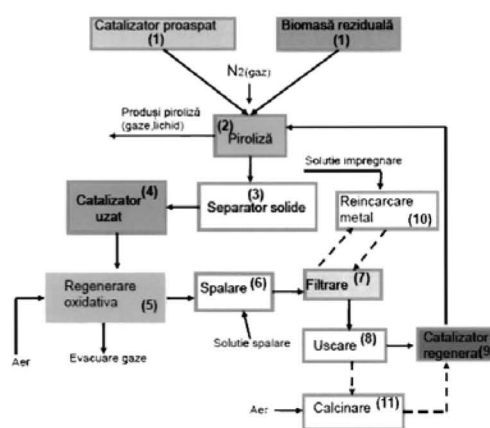 Catalizator proaspat
(1)
Biomasă reziduală
(1)
N2(gaz)
Produși piroliză
(gaze,lichid)
(2)
Piroliză
Solutie impregnare
(4)
Catalizator
uzat
(3)
Separator solide
Reincarcare
metal (10)
Regenerare
oxidativa
(5)
Spalare (6)
Filtrare (7)
Aer
Evacuare gaze
Solutie spalare
Uscare (8)
Catalizator
regenerat(9)
Aer
Calcinare (11)